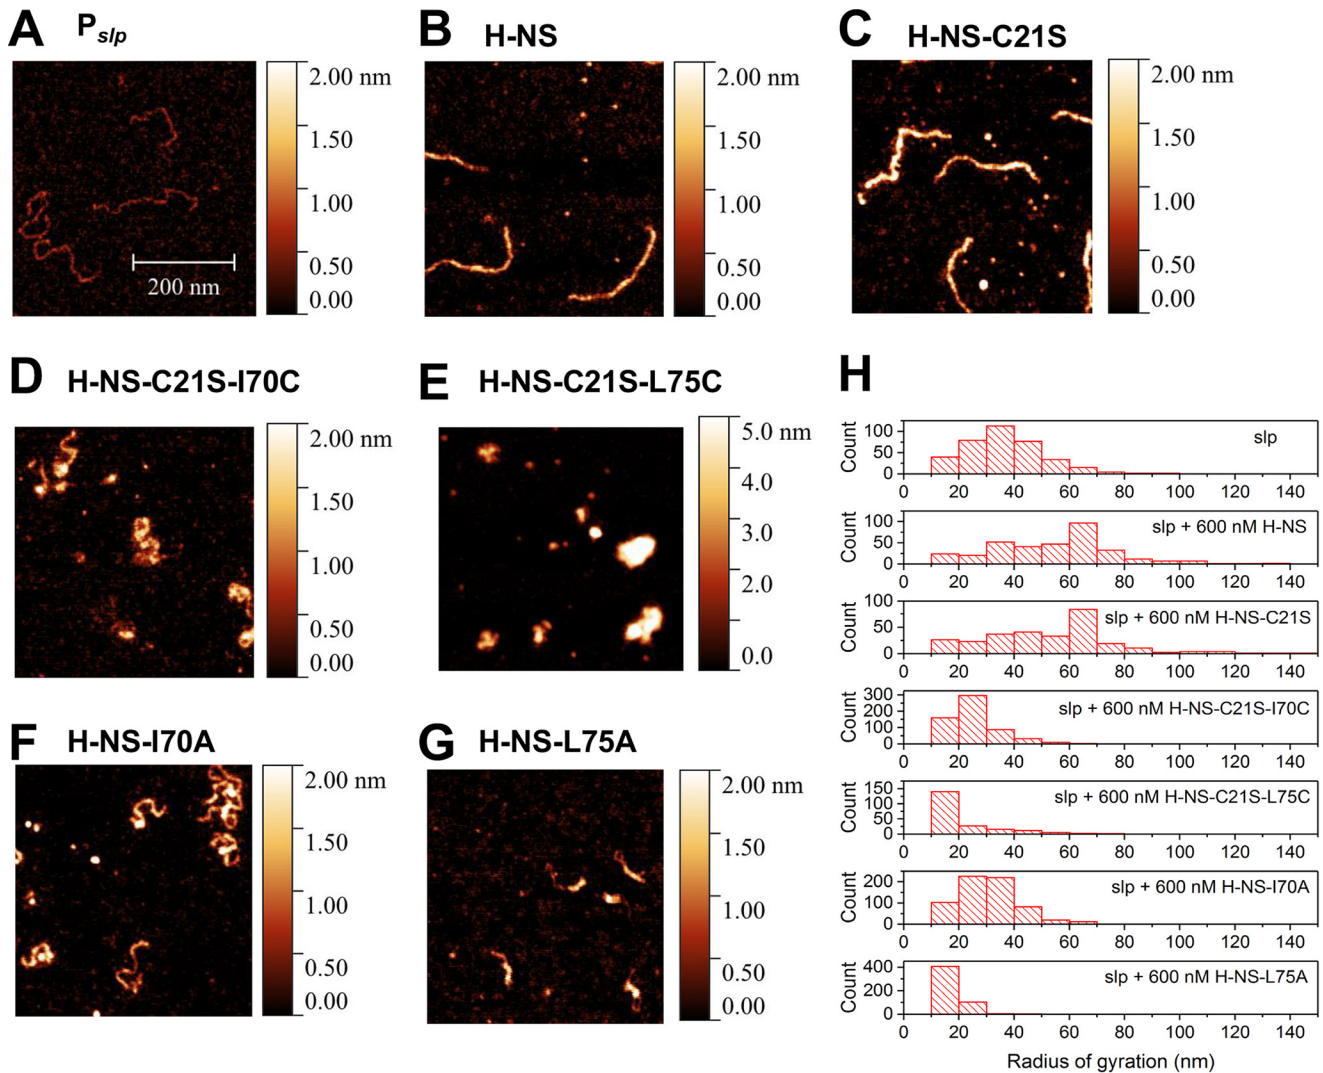 A P_slp
2.00 nm
1.50
1.00
0.50
0.00
200 nm
B H-NS
2.00 nm
1.50
1.00
0.50
0.00
C H-NS-C21S
2.00 nm
1.50
1.00
0.50
0.00
D H-NS-C21S-I70C
2.00 nm
1.50
1.00
0.50
0.00
E H-NS-C21S-L75C
5.0 nm
4.0
3.0
2.0
0.0
F H-NS-I70A
2.00 nm
1.50
1.00
0.50
0.00
G H-NS-L75A
2.00 nm
1.50
1.00
0.50
0.00
H
Count
100
50
0
slp
0 20 40 60 80 100 120 140
Count
100
50
0
slp + 600 nM H-NS
0 20 40 60 80 100 120 140
Count
100
50
0
slp + 600 nM H-NS-C21S
0 20 40 60 80 100 120 140
Count
300
200
100
0
slp + 600 nM H-NS-C21S-I70C
0 20 40 60 80 100 120 140
Count
150
100
50
0
slp + 600 nM H-NS-C21S-L75C
0 20 40 60 80 100 120 140
Count
200
100
0
slp + 600 nM H-NS-I70A
0 20 40 60 80 100 120 140
Count
400
200
0
slp + 600 nM H-NS-L75A
0 20 40 60 80 100 120 140
Radius of gyration (nm)